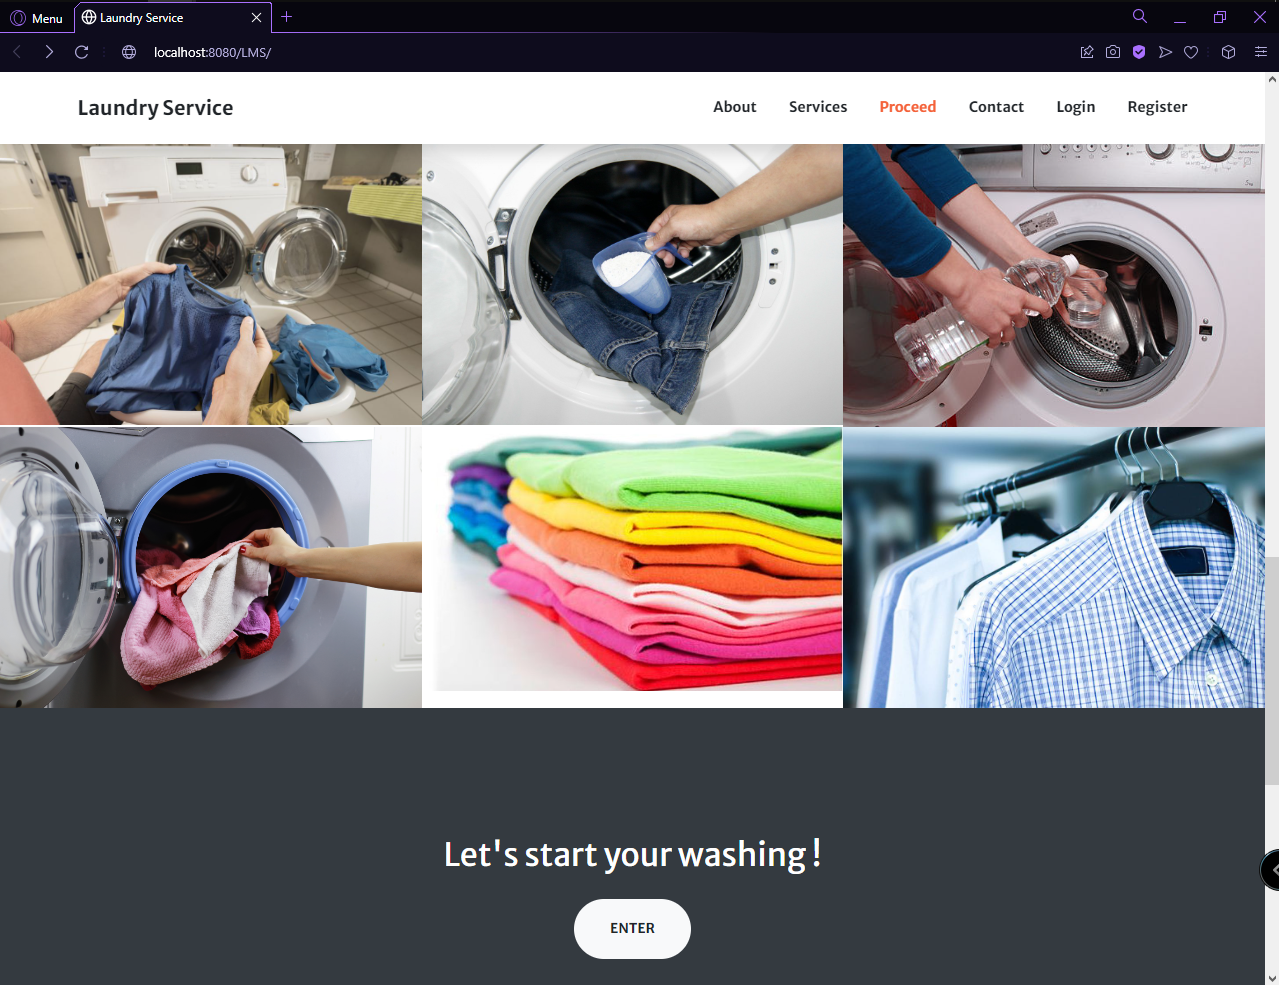 Menu
Laundry Service
localhost:8080/LMS/
Laundry Service
About
Services
Proceed
Contact
Login
Register
Let's start your washing !
ENTER